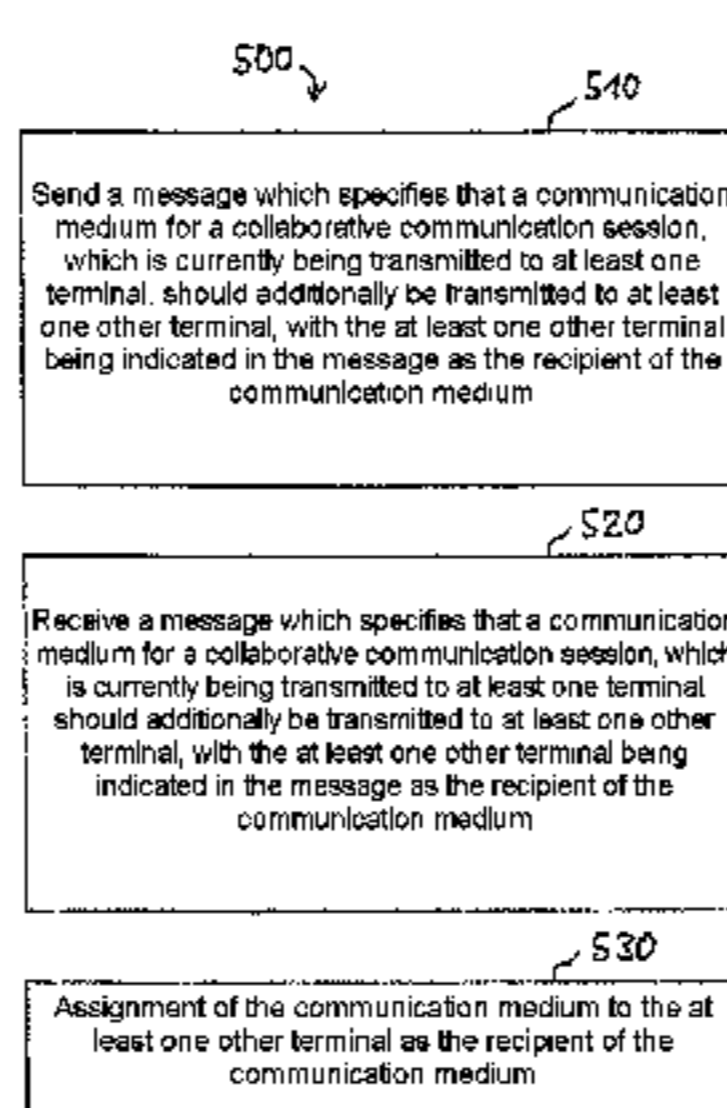 500
510
Send a message which specifies that a communication
medium for a collaborative communication session,
which is currently being transmitted to at least one
terminal, should additionally be transmitted to at least
one other terminal, with the at least one other terminal
being indicated in the message as the recipient of the
communication medium
520
Receive a message which specifies that a communication
medium for a collaborative communication session, which
is currently being transmitted to at least one terminal
should additionally be transmitted to at least one other
terminal, with the at least one other terminal being
indicated in the message as the recipient of the
communication medium
530
Assignment of the communication medium to the at
least one other terminal as the recipient of the
communication medium